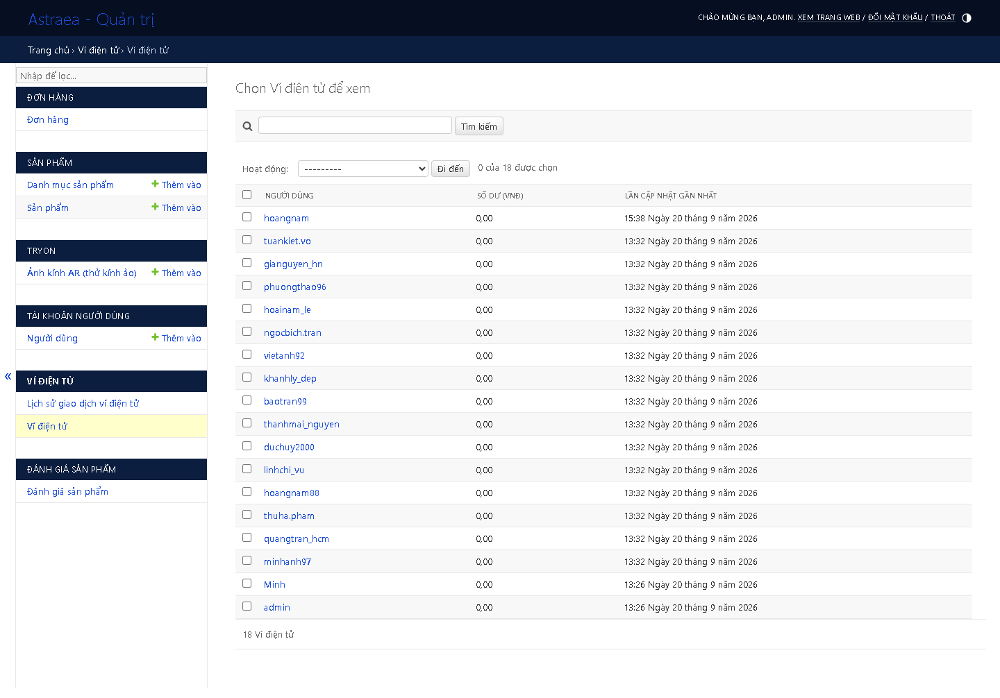 Astraea - Quản trị
CHÀO MỪNG BẠN, ADMIN. XEM TRANG WEB / ĐỔI MẬT KHẨU / THOÁT
Trang chủ › Ví điện tử › Ví điện tử
Nhập để lọc...
ĐƠN HÀNG
Đơn hàng
SẢN PHẨM
Danh mục sản phẩm Thêm vào
Sản phẩm Thêm vào
TRYON
Ảnh kính AR (thử kính ảo) Thêm vào
TÀI KHOẢN NGƯỜI DÙNG
Người dùng Thêm vào
«
VÍ ĐIỆN TỬ
Lịch sử giao dịch ví điện tử
Ví điện tử
ĐÁNH GIÁ SẢN PHẨM
Đánh giá sản phẩm
Chọn Ví điện tử để xem
Tìm kiếm
Hoạt động: --------- Đi đến 0 của 18 được chọn
NGƯỜI DÙNG SỐ DƯ (VNĐ) LẦN CẬP NHẬT GẦN NHẤT
hoangnam 0,00 15:38 Ngày 20 tháng 9 năm 2026
tuankiet.vo 0,00 13:32 Ngày 20 tháng 9 năm 2026
gianguyen_hn 0,00 13:32 Ngày 20 tháng 9 năm 2026
phuongthao96 0,00 13:32 Ngày 20 tháng 9 năm 2026
hoainam_le 0,00 13:32 Ngày 20 tháng 9 năm 2026
ngocbich.tran 0,00 13:32 Ngày 20 tháng 9 năm 2026
vietanh92 0,00 13:32 Ngày 20 tháng 9 năm 2026
khanhly_dep 0,00 13:32 Ngày 20 tháng 9 năm 2026
baotran99 0,00 13:32 Ngày 20 tháng 9 năm 2026
thanhmai_nguyen 0,00 13:32 Ngày 20 tháng 9 năm 2026
duchuy2000 0,00 13:32 Ngày 20 tháng 9 năm 2026
linhchi_vu 0,00 13:32 Ngày 20 tháng 9 năm 2026
hoangnam88 0,00 13:32 Ngày 20 tháng 9 năm 2026
thuha.pham 0,00 13:32 Ngày 20 tháng 9 năm 2026
quangtran_hcm 0,00 13:32 Ngày 20 tháng 9 năm 2026
minhanh97 0,00 13:32 Ngày 20 tháng 9 năm 2026
Minh 0,00 13:26 Ngày 20 tháng 9 năm 2026
admin 0,00 13:26 Ngày 20 tháng 9 năm 2026
18 Ví điện tử